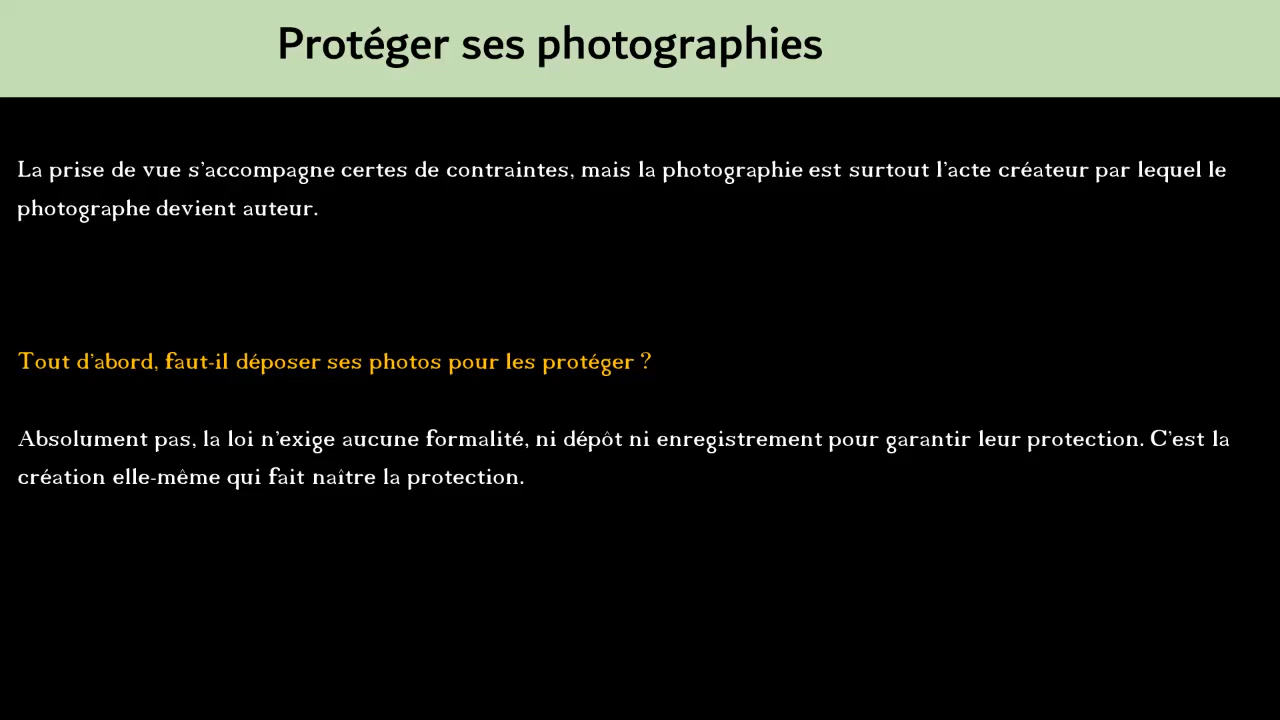 Protéger ses photographies
La prise de vue s’accompagne certes de contraintes, mais la photographie est surtout l’acte créateur par lequel le
photographe devient auteur.
Tout d’abord, faut-il déposer ses photos pour les protéger ?
Absolument pas, la loi n’exige aucune formalité, ni dépôt ni enregistrement pour garantir leur protection. C’est la
création elle-même qui fait naître la protection.